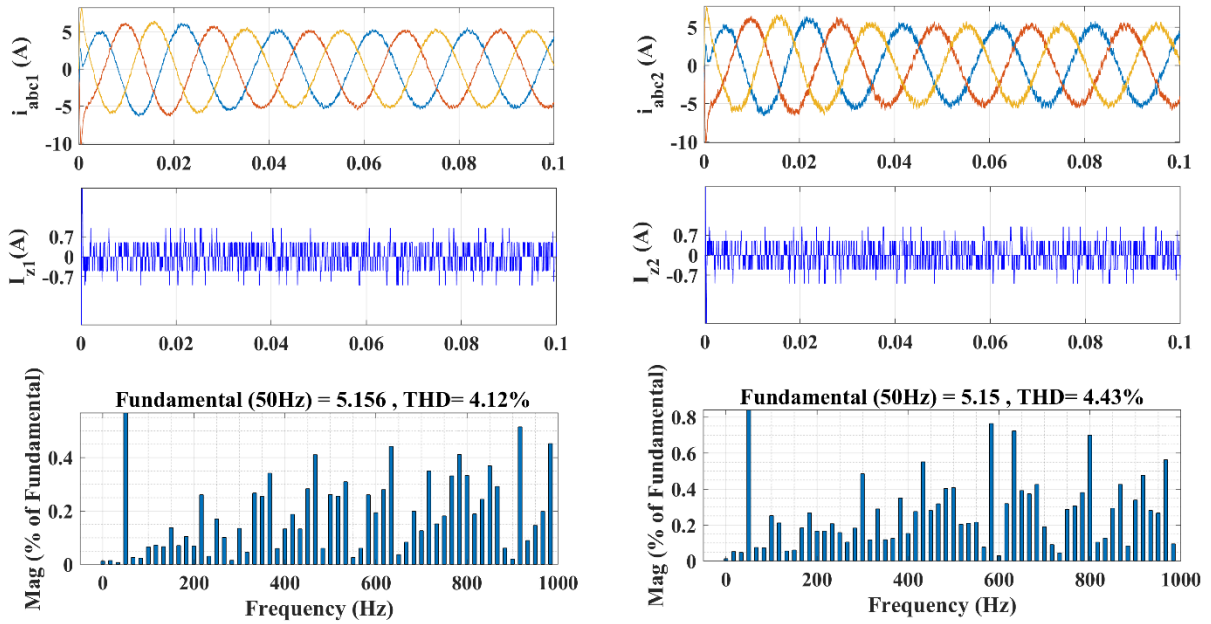 i_abc1 (A)
5
0
-5
-10
0 0.02 0.04 0.06 0.08 0.1
I_z1 (A)
0.7
0
-0.7
0 0.02 0.04 0.06 0.08 0.1
Fundamental (50Hz) = 5.156 , THD= 4.12%
Mag (% of Fundamental)
0.4
0.2
0
0 200 400 600 800 1000
Frequency (Hz)
i_abc2 (A)
5
0
-5
-10
0 0.02 0.04 0.06 0.08 0.1
I_z2 (A)
0.7
0
-0.7
0 0.02 0.04 0.06 0.08 0.1
Fundamental (50Hz) = 5.15 , THD= 4.43%
Mag (% of Fundamental)
0.8
0.6
0.4
0.2
0
0 200 400 600 800 1000
Frequency (Hz)